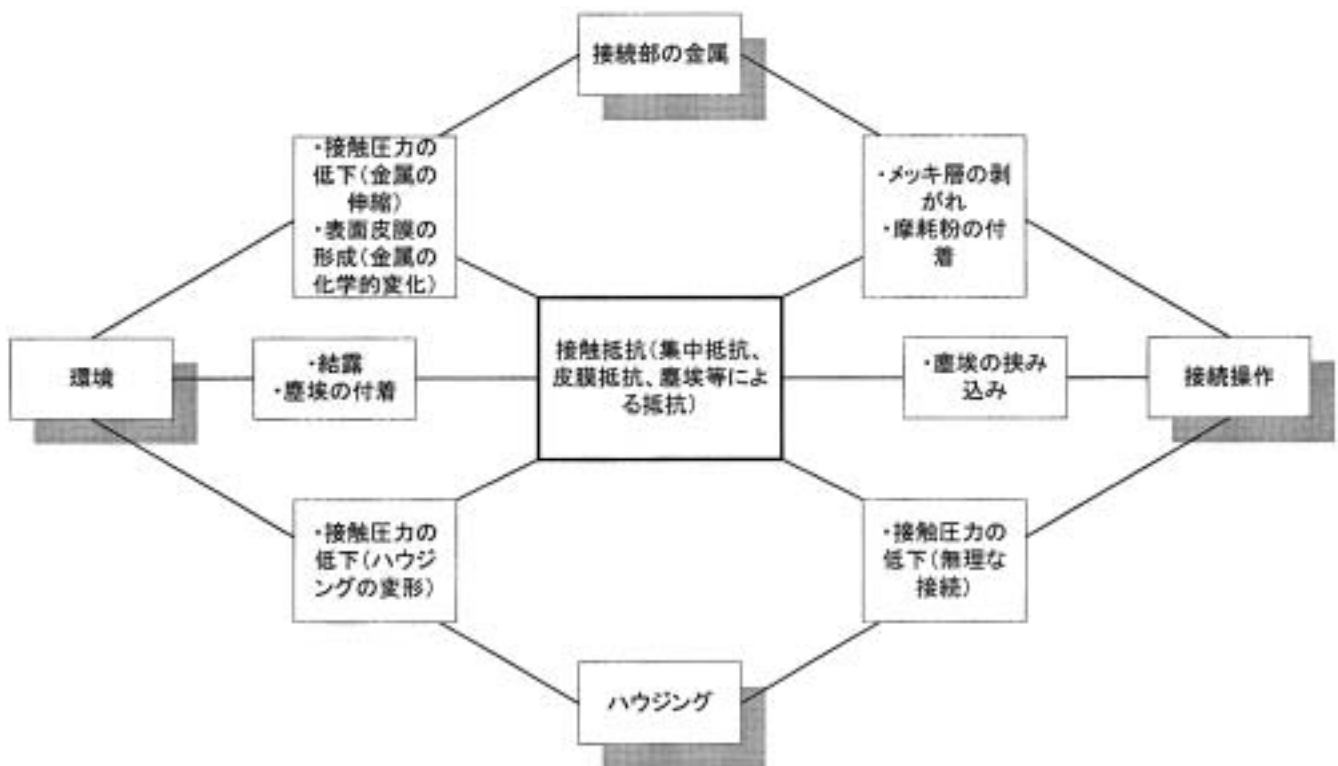 接続部の金属
・接触圧力の
低下(金属の
伸縮)
・表面皮膜の
形成(金属の
化学的変化)
・メッキ層の剥
がれ
・摩耗粉の付
着
環境
・結露
・塵埃の付着
接触抵抗(集中抵抗、
皮膜抵抗、塵埃等によ
る抵抗)
・塵埃の挟み
込み
接続操作
・接触圧力の
低下(ハウジ
ングの変形)
・接触圧力の
低下(無理な
接続)
ハウジング